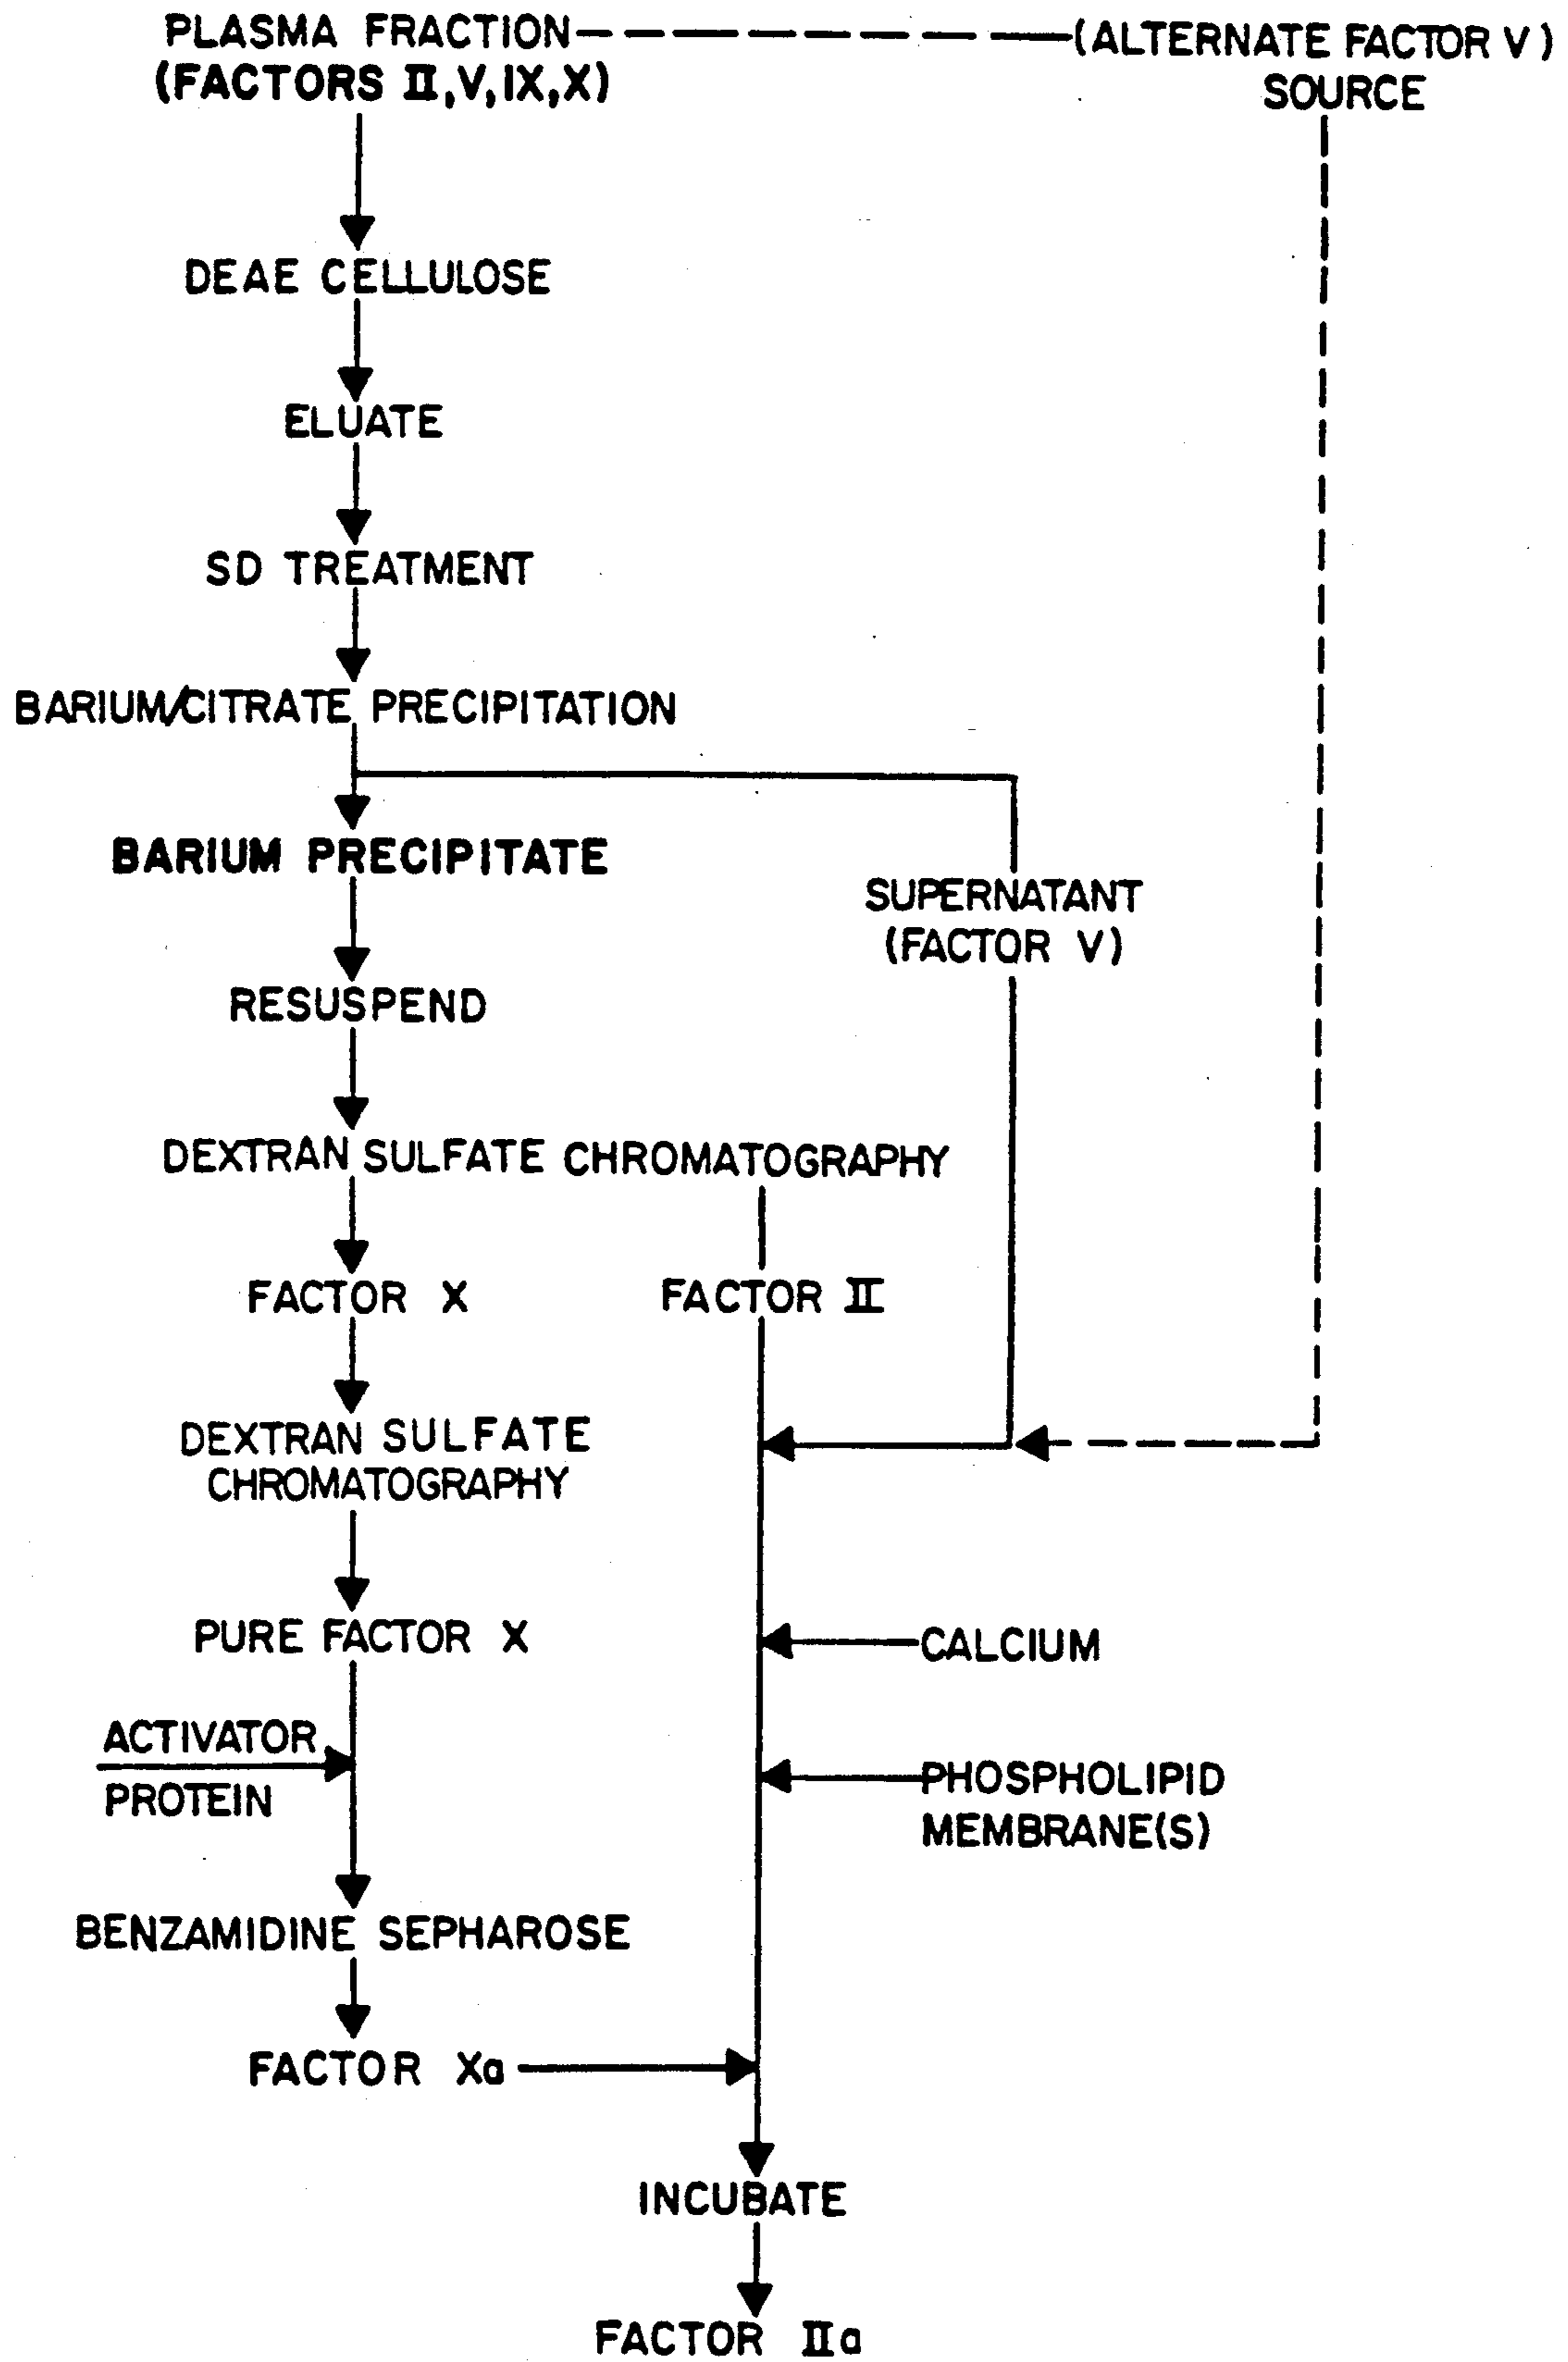 PLASMA FRACTION
(FACTORS II,V,IX,X)
(ALTERNATE FACTOR V)
SOURCE
DEAE CELLULOSE
ELUATE
SD TREATMENT
BARIUM/CITRATE PRECIPITATION
BARIUM PRECIPITATE
SUPERNATANT
(FACTOR V)
RESUSPEND
DEXTRAN SULFATE CHROMATOGRAPHY
FACTOR X
FACTOR II
DEXTRAN SULFATE
CHROMATOGRAPHY
PURE FACTOR X
CALCIUM
ACTIVATOR
PROTEIN
PHOSPHOLIPID
MEMBRANE(S)
BENZAMIDINE SEPHAROSE
FACTOR Xa
INCUBATE
FACTOR IIa